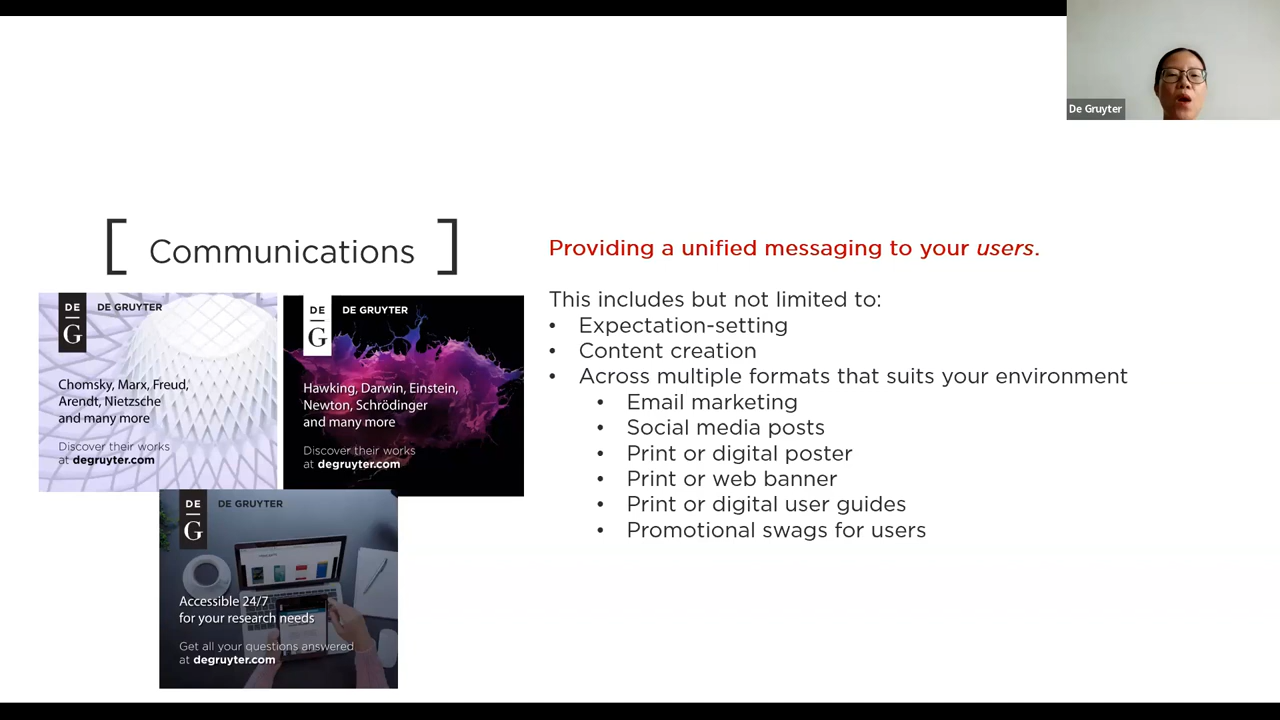 De Gruyter
[ Communications ]
Providing a unified messaging to your users.
This includes but not limited to:
• Expectation-setting
• Content creation
• Across multiple formats that suits your environment
• Email marketing
• Social media posts
• Print or digital poster
• Print or web banner
• Print or digital user guides
• Promotional swags for users
DE
G
DE GRUYTER
Chomsky, Marx, Freud,
Arendt, Nietzsche
and many more
Discover their works
at degruyter.com
DE
G
DE GRUYTER
Hawking, Darwin, Einstein,
Newton, Schrödinger
and many more
Discover their works
at degruyter.com
DE
G
DE GRUYTER
Accessible 24/7
for your research needs
Get all your questions answered
at degruyter.com